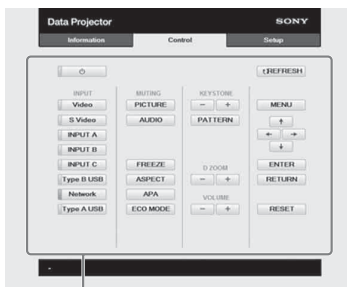 Data Projector SONY
Information Control Setup
REFRESH
INPUT MUTING KEYSTONE
Video PICTURE - + MENU
S Video AUDIO PATTERN
INPUT A
INPUT B
INPUT C FREEZE D ZOOM ENTER
Type B USB ASPECT - + RETURN
Network APA VOLUME
Type A USB ECO MODE - + RESET